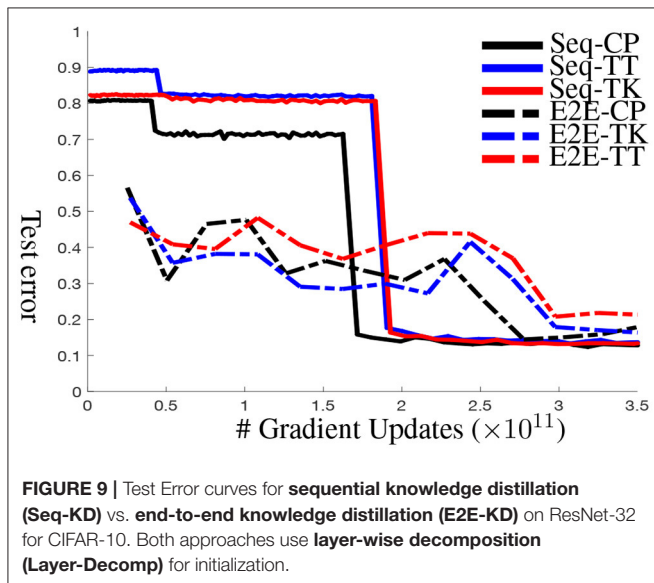 1
0.9
0.8
0.7
0.6
0.5
0.4
0.3
0.2
0.1
0
Test error
Seq-CP
Seq-TT
Seq-TK
E2E-CP
E2E-TK
E2E-TT
0 0.5 1 1.5 2 2.5 3 3.5
# Gradient Updates (×10¹¹)
FIGURE 9 | Test Error curves for sequential knowledge distillation
(Seq-KD) vs. end-to-end knowledge distillation (E2E-KD) on ResNet-32
for CIFAR-10. Both approaches use layer-wise decomposition
(Layer-Decomp) for initialization.